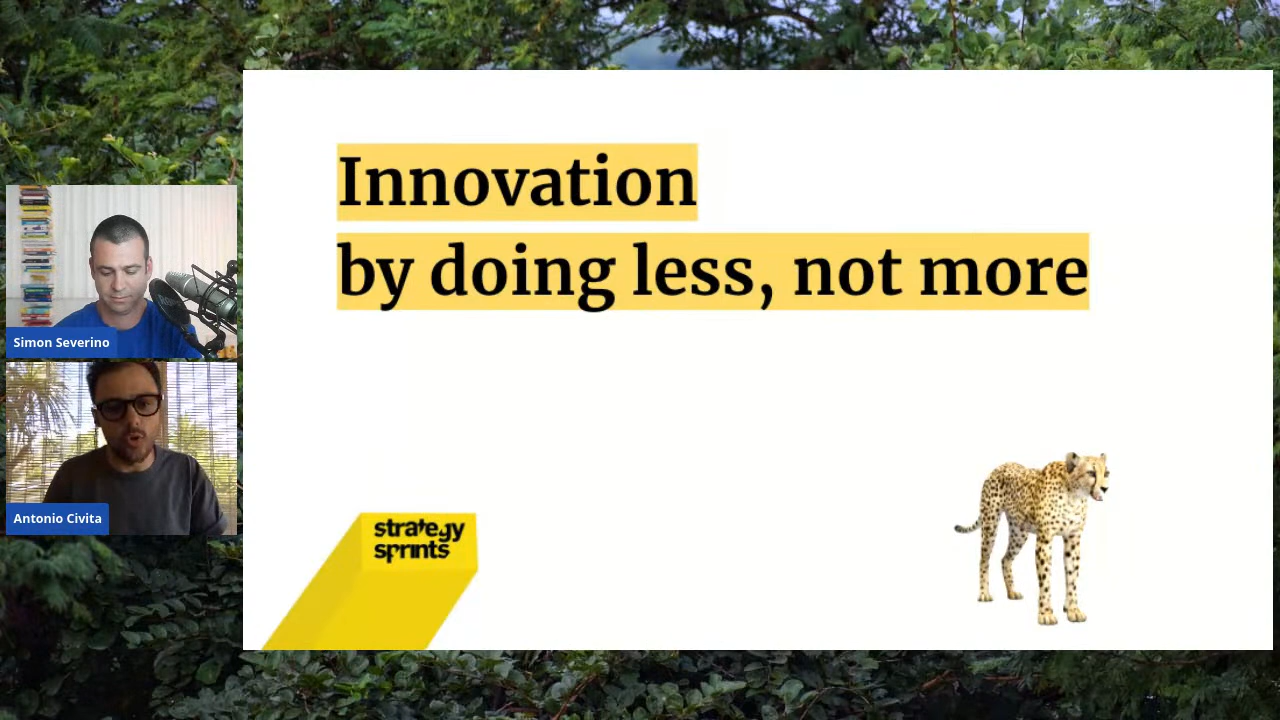 Innovation
by doing less, not more
Simon Severino
Antonio Civita
strategy
sprints